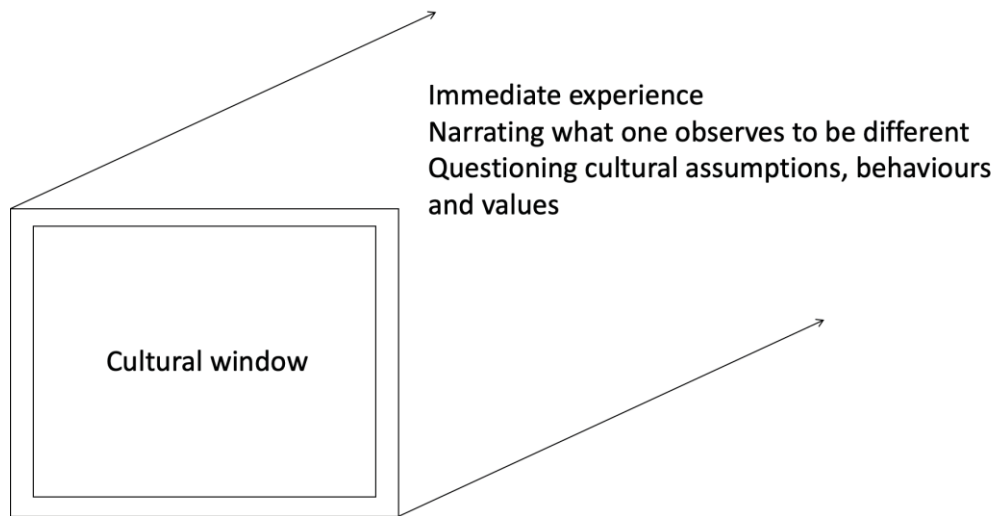 Immediate experience
Narrating what one observes to be different
Questioning cultural assumptions, behaviours
and values
Cultural window